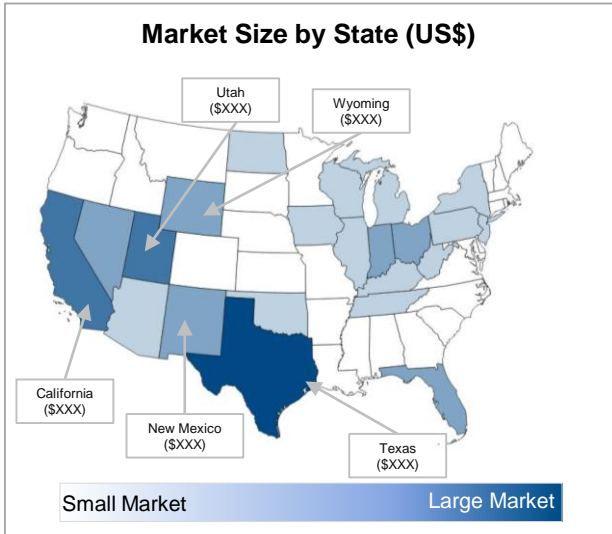 Market Size by State (US$)
Utah
($XXX)
Wyoming
($XXX)
California
($XXX)
New Mexico
($XXX)
Texas
($XXX)
Small Market
Large Market